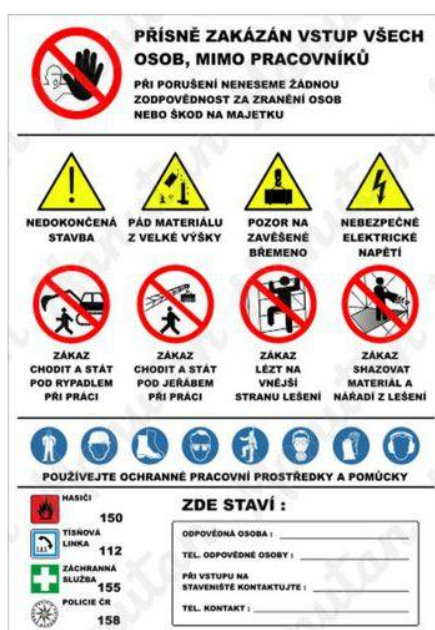 PŘÍSNĚ ZAKÁZÁN VSTUP VŠECH
OSOB, MIMO PRACOVNÍKŮ
PŘI PORUŠENÍ NENESEME ŽÁDNOU
ZODPOVĚDNOST ZA ZRANĚNÍ OSOB
NEBO ŠKOD NA MAJETKU
NEDOKONČENÁ
STAVBA
PÁD MATERIÁLU
Z VELKÉ VÝŠKY
POZOR NA
ZAVĚŠENÉ
BŘEMENO
NEBEZPEČNÉ
ELEKTRICKÉ
NAPĚTÍ
ZÁKAZ
CHODIT A STÁT
POD RYPADLEM
PŘI PRÁCI
ZÁKAZ
CHODIT A STÁT
POD JEŘÁBEM
PŘI PRÁCI
ZÁKAZ
LÉZT NA
VNĚJŠÍ
STRANU LEŠENÍ
ZÁKAZ
SHAZOVAT
MATERIÁL A
NÁŘADÍ Z LEŠENÍ
POUŽÍVEJTE OCHRANNÉ PRACOVNÍ PROSTŘEDKY A POMŮCKY
HASIČI
150
TÍSŇOVÁ
LINKA
112
ZÁCHRANNÁ
SLUŽBA
155
POLICIE ČR
158
ZDE STAVÍ :
ODPOVĚDNÁ OSOBA :
TEL. ODPOVĚDNÉ OSOBY :
PŘI VSTUPU NA
STAVENIŠTĚ KONTAKTUJTE :
TEL. KONTAKT :